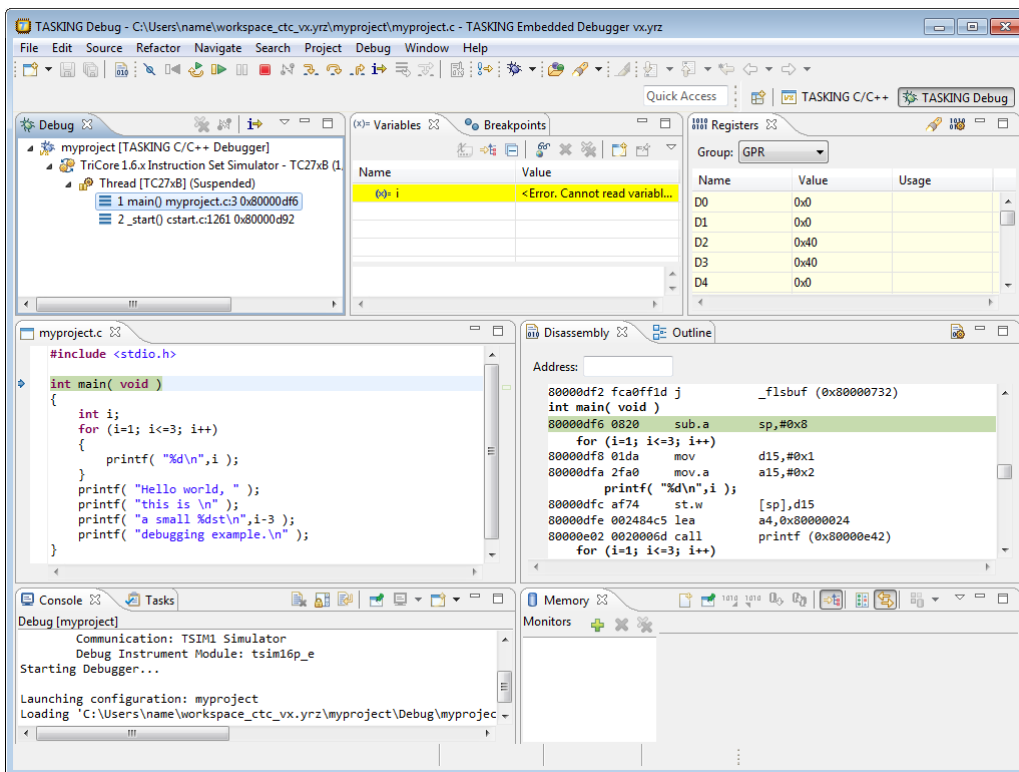 TASKING Debug - C:\Users\name\workspace_ctc_vx.yrz\myproject\myproject.c - TASKING Embedded Debugger vx.yrz
File Edit Source Refactor Navigate Search Project Debug Window Help
Quick Access
TASKING C/C++
TASKING Debug
Debug
myproject [TASKING C/C++ Debugger]
TriCore 1.6.x Instruction Set Simulator - TC27xB (1.
Thread [TC27xB] (Suspended)
1 main() myproject.c:3 0x80000df6
2 _start() cstart.c:1261 0x80000d92
(x)= Variables
Breakpoints
Name Value
(x)= i <Error. Cannot read variabl...
Registers
Group: GPR
Name Value Usage
D0 0x0
D1 0x0
D2 0x40
D3 0x40
D4 0x0
myproject.c
#include <stdio.h>
int main( void )
{
int i;
for (i=1; i<=3; i++)
{
printf( "%d\n",i );
}
printf( "Hello world, " );
printf( "this is \n" );
printf( "a small %dst\n",i-3 );
printf( "debugging example.\n" );
}
Disassembly
Outline
Address:
80000df2 fca0ff1d j _flsbuf (0x80000732)
int main( void )
80000df6 0820 sub.a sp,#0x8
for (i=1; i<=3; i++)
80000df8 01da mov d15,#0x1
80000dfa 2fa0 mov.a a15,#0x2
printf( "%d\n",i );
80000dfc af74 st.w [sp],d15
80000dfe 002484c5 lea a4,0x80000024
80000e02 0020006d call printf (0x80000e42)
for (i=1; i<=3; i++)
Console
Tasks
Debug [myproject]
Communication: TSIM1 Simulator
Debug Instrument Module: tsim16p_e
Starting Debugger...
Launching configuration: myproject
Loading 'C:\Users\name\workspace_ctc_vx.yrz\myproject\Debug\myprojec
Memory
Monitors